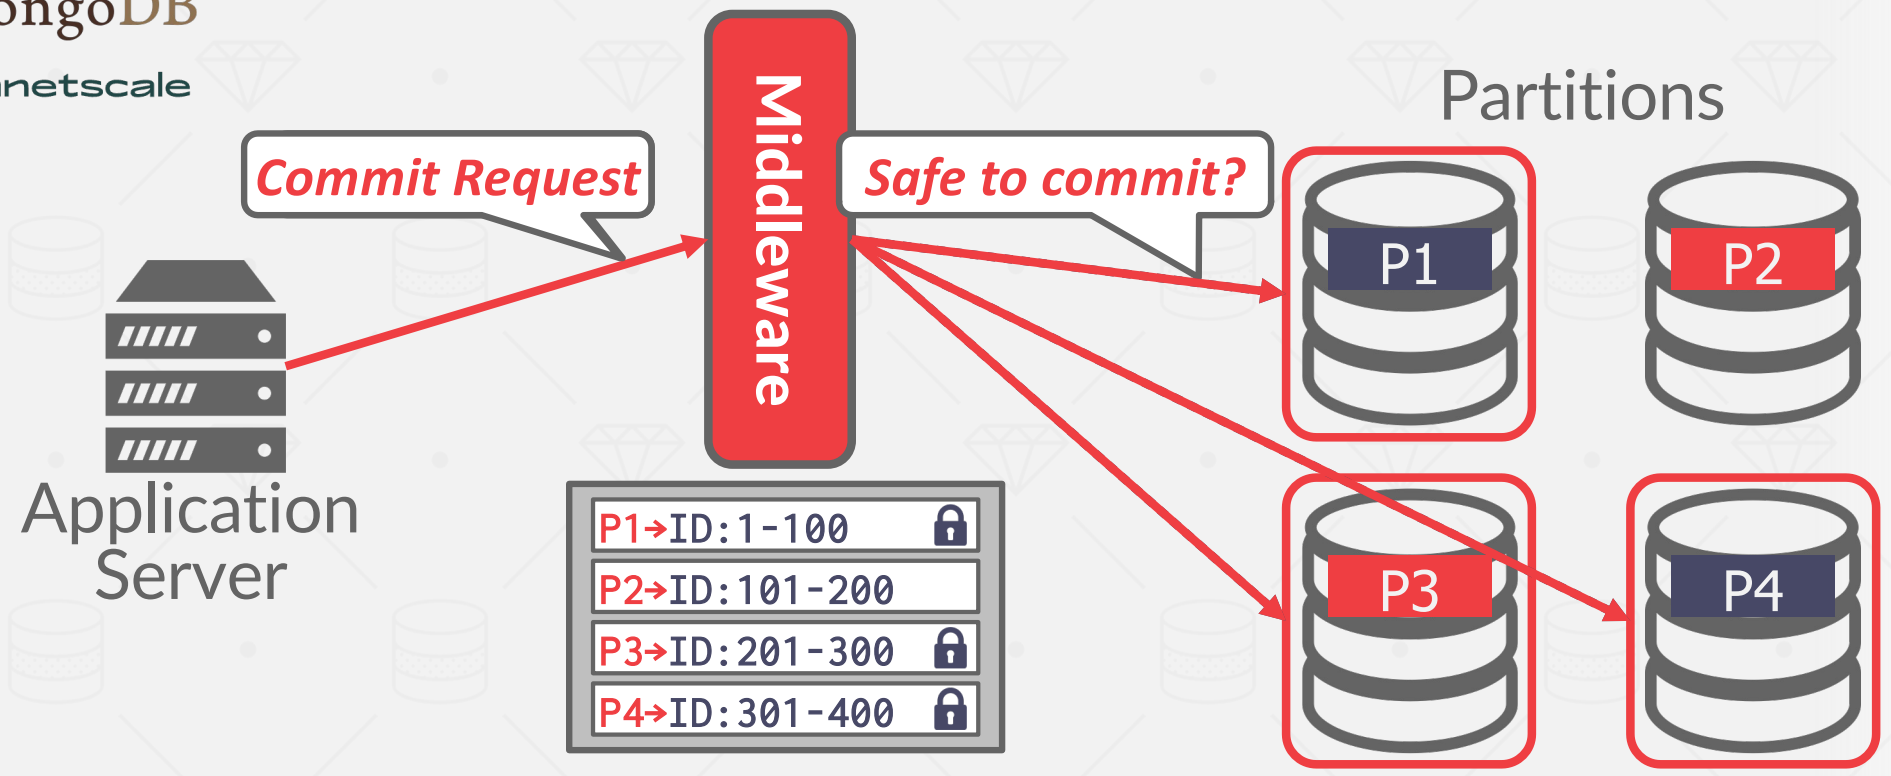 ongoDB
netscale
Commit Request
Middleware
Safe to commit?
Partitions
P1
P2
Application
Server
P1→ID:1-100
P2→ID:101-200
P3→ID:201-300
P4→ID:301-400
P3
P4